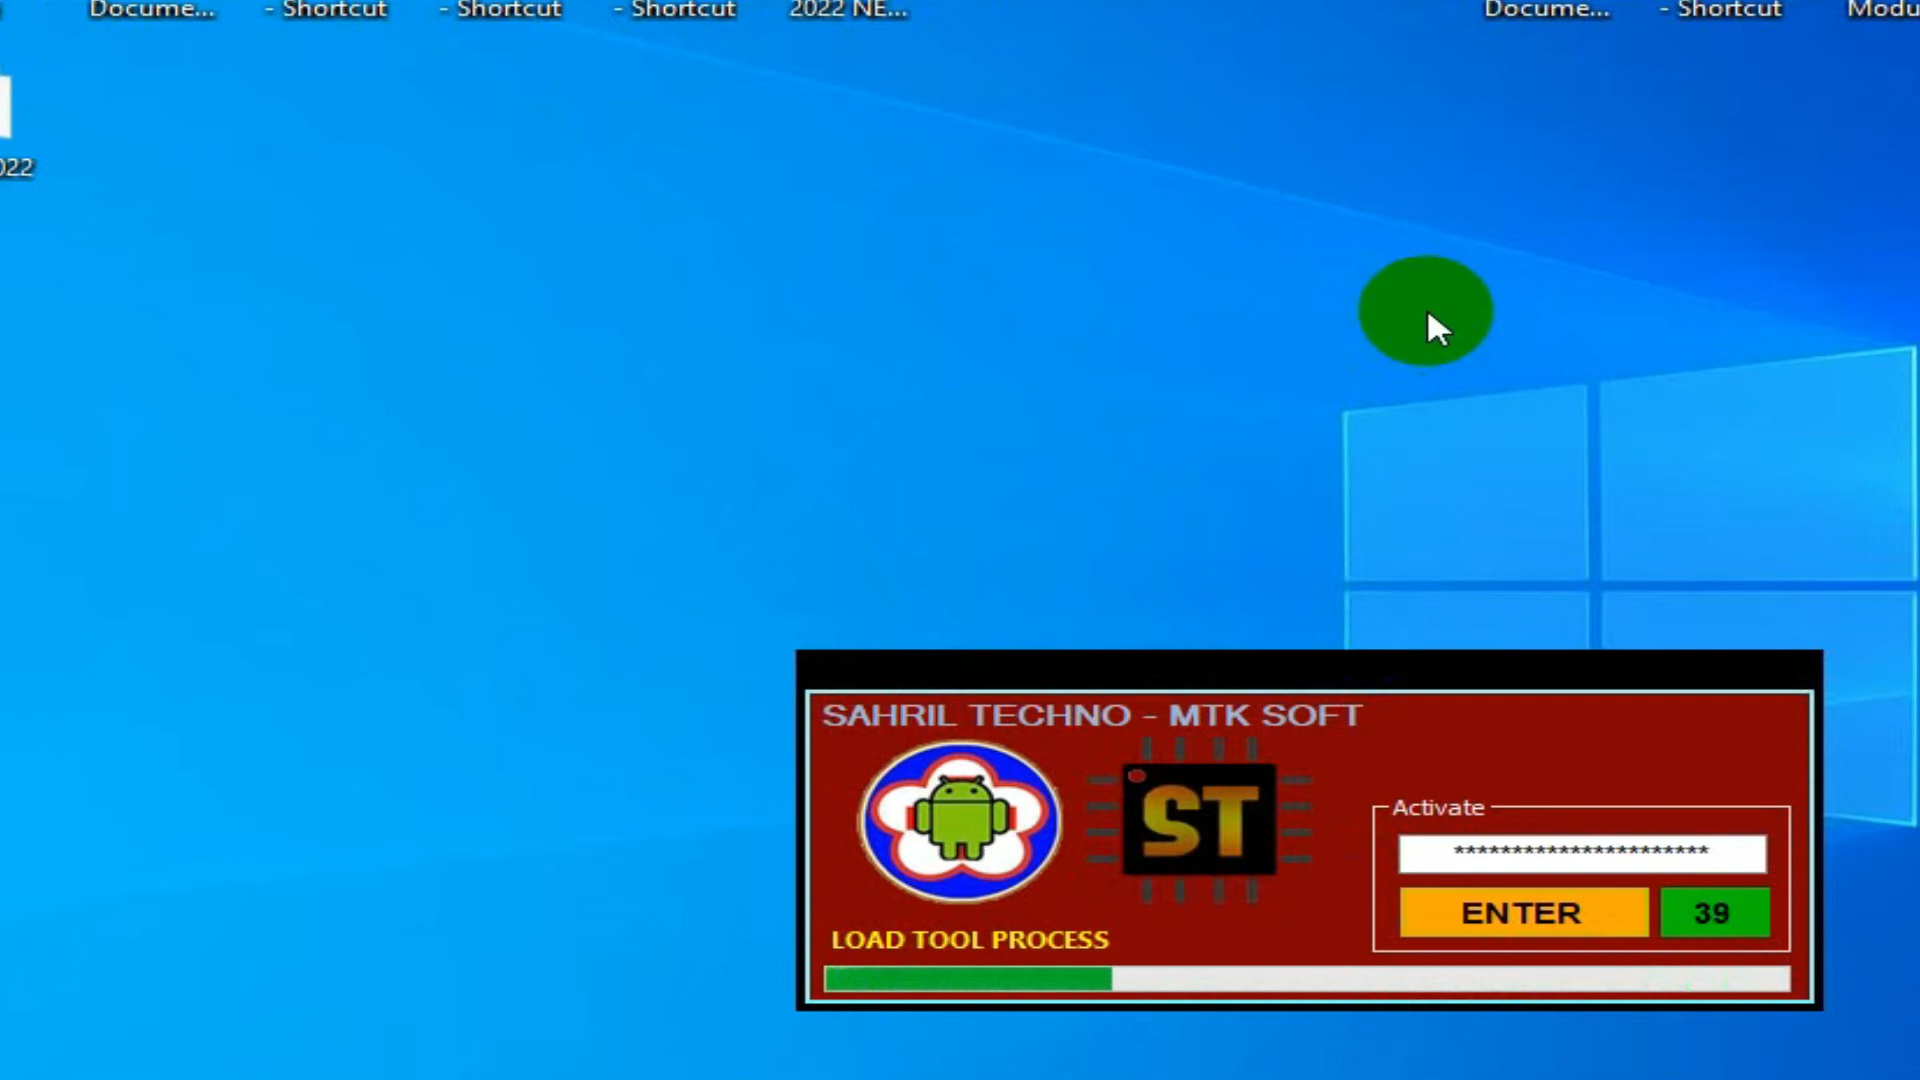 Docume...
- Shortcut
- Shortcut
- Shortcut
2022 NE...
Docume...
- Shortcut
Modu
022
SAHRIL TECHNO - MTK SOFT
ST
Activate
**********************
ENTER
39
LOAD TOOL PROCESS